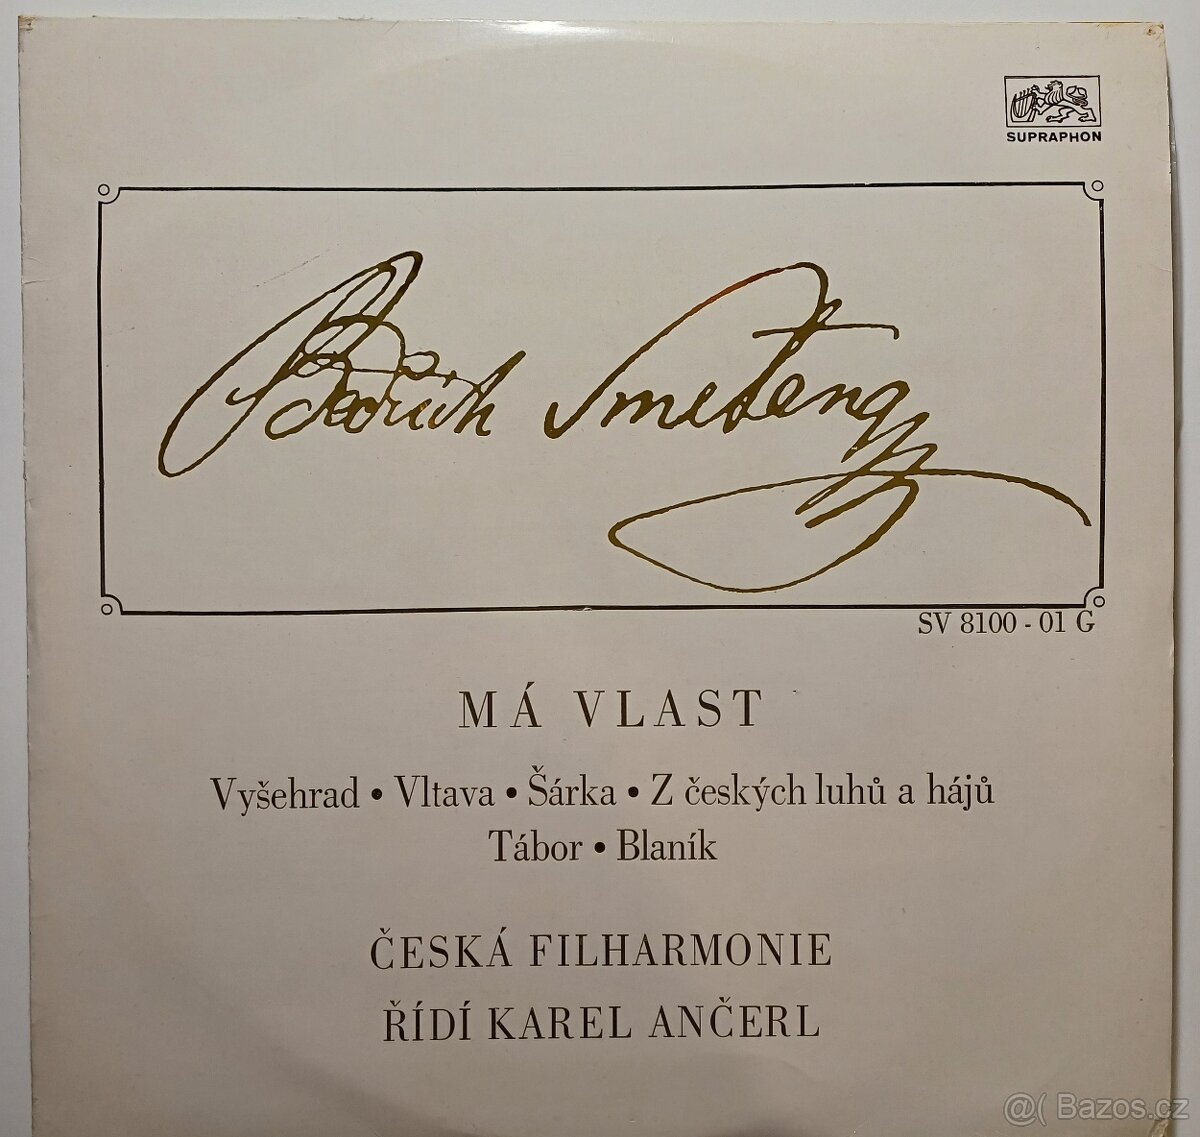 SUPRAPHON
Bedřich Smetana
SV 8100 - 01 G
MÁ VLAST
Vyšehrad • Vltava • Šárka • Z českých luhů a hájů
Tábor • Blaník
ČESKÁ FILHARMONIE
ŘÍDÍ KAREL ANČERL
@( Bazos.cz